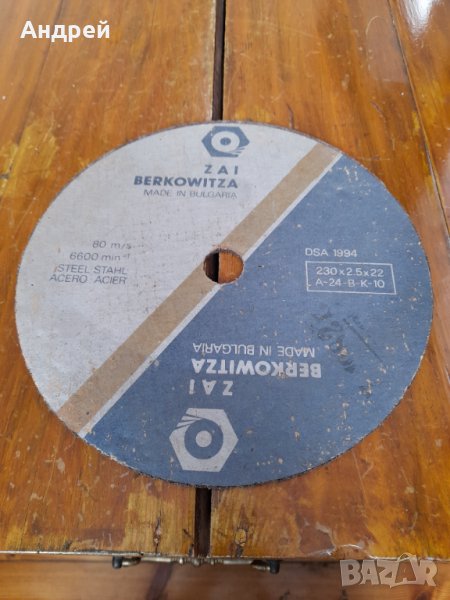 Андрей
ZAI
BERKOWITZA
MADE IN BULGARIA
80 m/s
6600 min⁻¹
STEEL STAHL
ACERO ACIER
DSA 1994
230x2.5x22
A-24-B-K-10
ZAI
BERKOWITZA
MADE IN BULGARIA
BAZAR